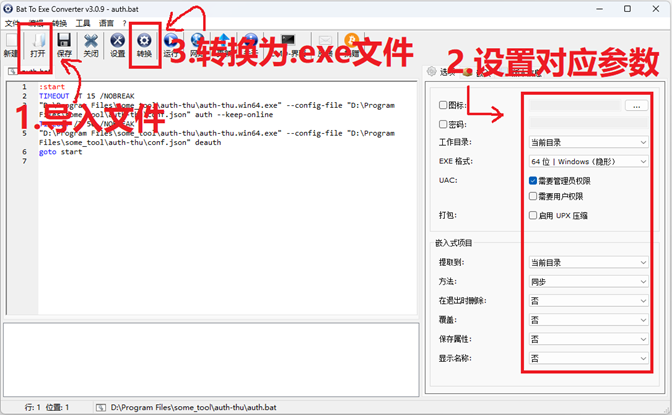 Bat To Exe Converter v3.0.9 - auth.bat
文件 编辑 转换 工具 语言 ?
新建 打开 保存 关闭 设置 转换 运行
3.转换为.exe文件
2.设置对应参数
1.导入文件
auth.bat
选项
1 :start
TIMEOUT /T 15 /NOBREAK
"D:\Program Files\some_tool\auth-thu\auth-thu.win64.exe" --config-file "D:\Program
Files\some_tool\auth-thu\conf.json" auth --keep-online
/NOBREAK
5 "D:\Program Files\some_tool\auth-thu\auth-thu.win64.exe" --config-file "D:\Program
Files\some_tool\auth-thu\conf.json" deauth
6 goto start
7
图标: ...
密码:
工作目录: 当前目录
EXE 格式: 64 位 | Windows (隐形)
UAC: 需要管理员权限
需要用户权限
打包: 启用 UPX 压缩
嵌入式项目
提取到: 当前目录
方法: 同步
在退出时删除: 否
覆盖: 否
保存属性: 否
显示名称: 否
行: 1 位置: 1 D:\Program Files\some_tool\auth-thu\auth.bat